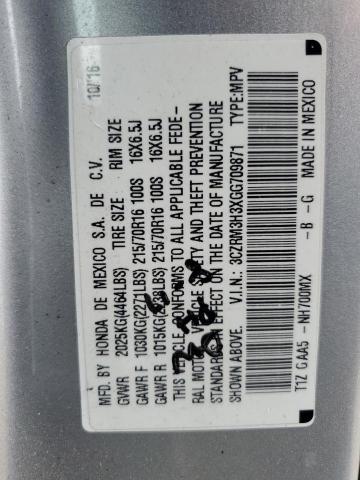 MFD. BY HONDA DE MEXICO S.A. DE C.V. 10/16
GVWR 2025KG(4464LBS) TIRE SIZE RIM SIZE
GAWR F 1030KG(2271LBS) 215/70R16 100S 16X6.5J
GAWR R 1015KG(2238LBS) 215/70R16 100S 16X6.5J
THIS VEHICLE CONFORMS TO ALL APPLICABLE FEDE-
RAL MOTOR VEHICLE SAFETY AND THEFT PREVENTION
STANDARDS IN EFFECT ON THE DATE OF MANUFACTURE
SHOWN ABOVE. V.I.N.: 3CZRM3H3XGG709871 TYPE:MPV
T1Z GAA5 -NH700MX -B -G MADE IN MEXICO